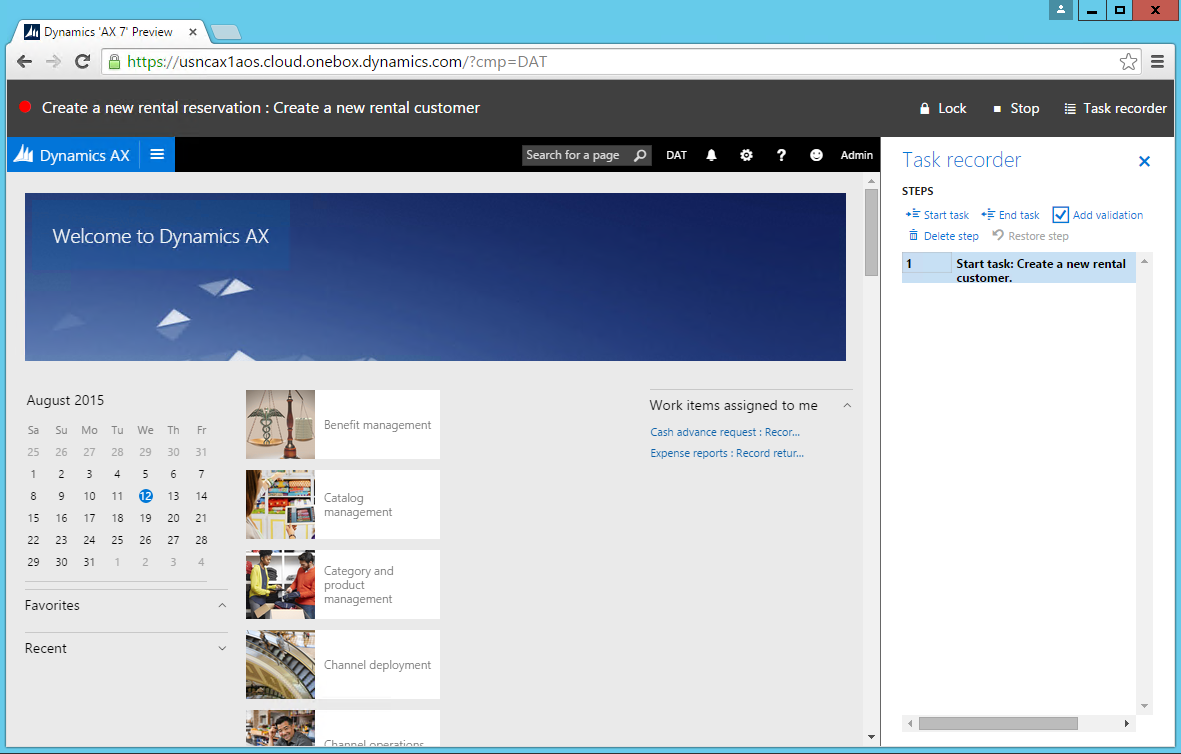 Dynamics 'AX 7' Preview
https://usncax1aos.cloud.onebox.dynamics.com/?cmp=DAT
Create a new rental reservation : Create a new rental customer
Lock
Stop
Task recorder
Dynamics AX
Search for a page
DAT
?
Admin
Welcome to Dynamics AX
August 2015
Sa Su Mo Tu We Th Fr
25 26 27 28 29 30 31
1 2 3 4 5 6 7
8 9 10 11 12 13 14
15 16 17 18 19 20 21
22 23 24 25 26 27 28
29 30 31 1 2 3 4
Favorites
Recent
Benefit management
Catalog
management
Category and
product
management
Channel deployment
Channel operations
Work items assigned to me
Cash advance request : Recor...
Expense reports : Record retur...
Task recorder
STEPS
Start task
End task
Add validation
Delete step
Restore step
1 Start task: Create a new rental
customer.